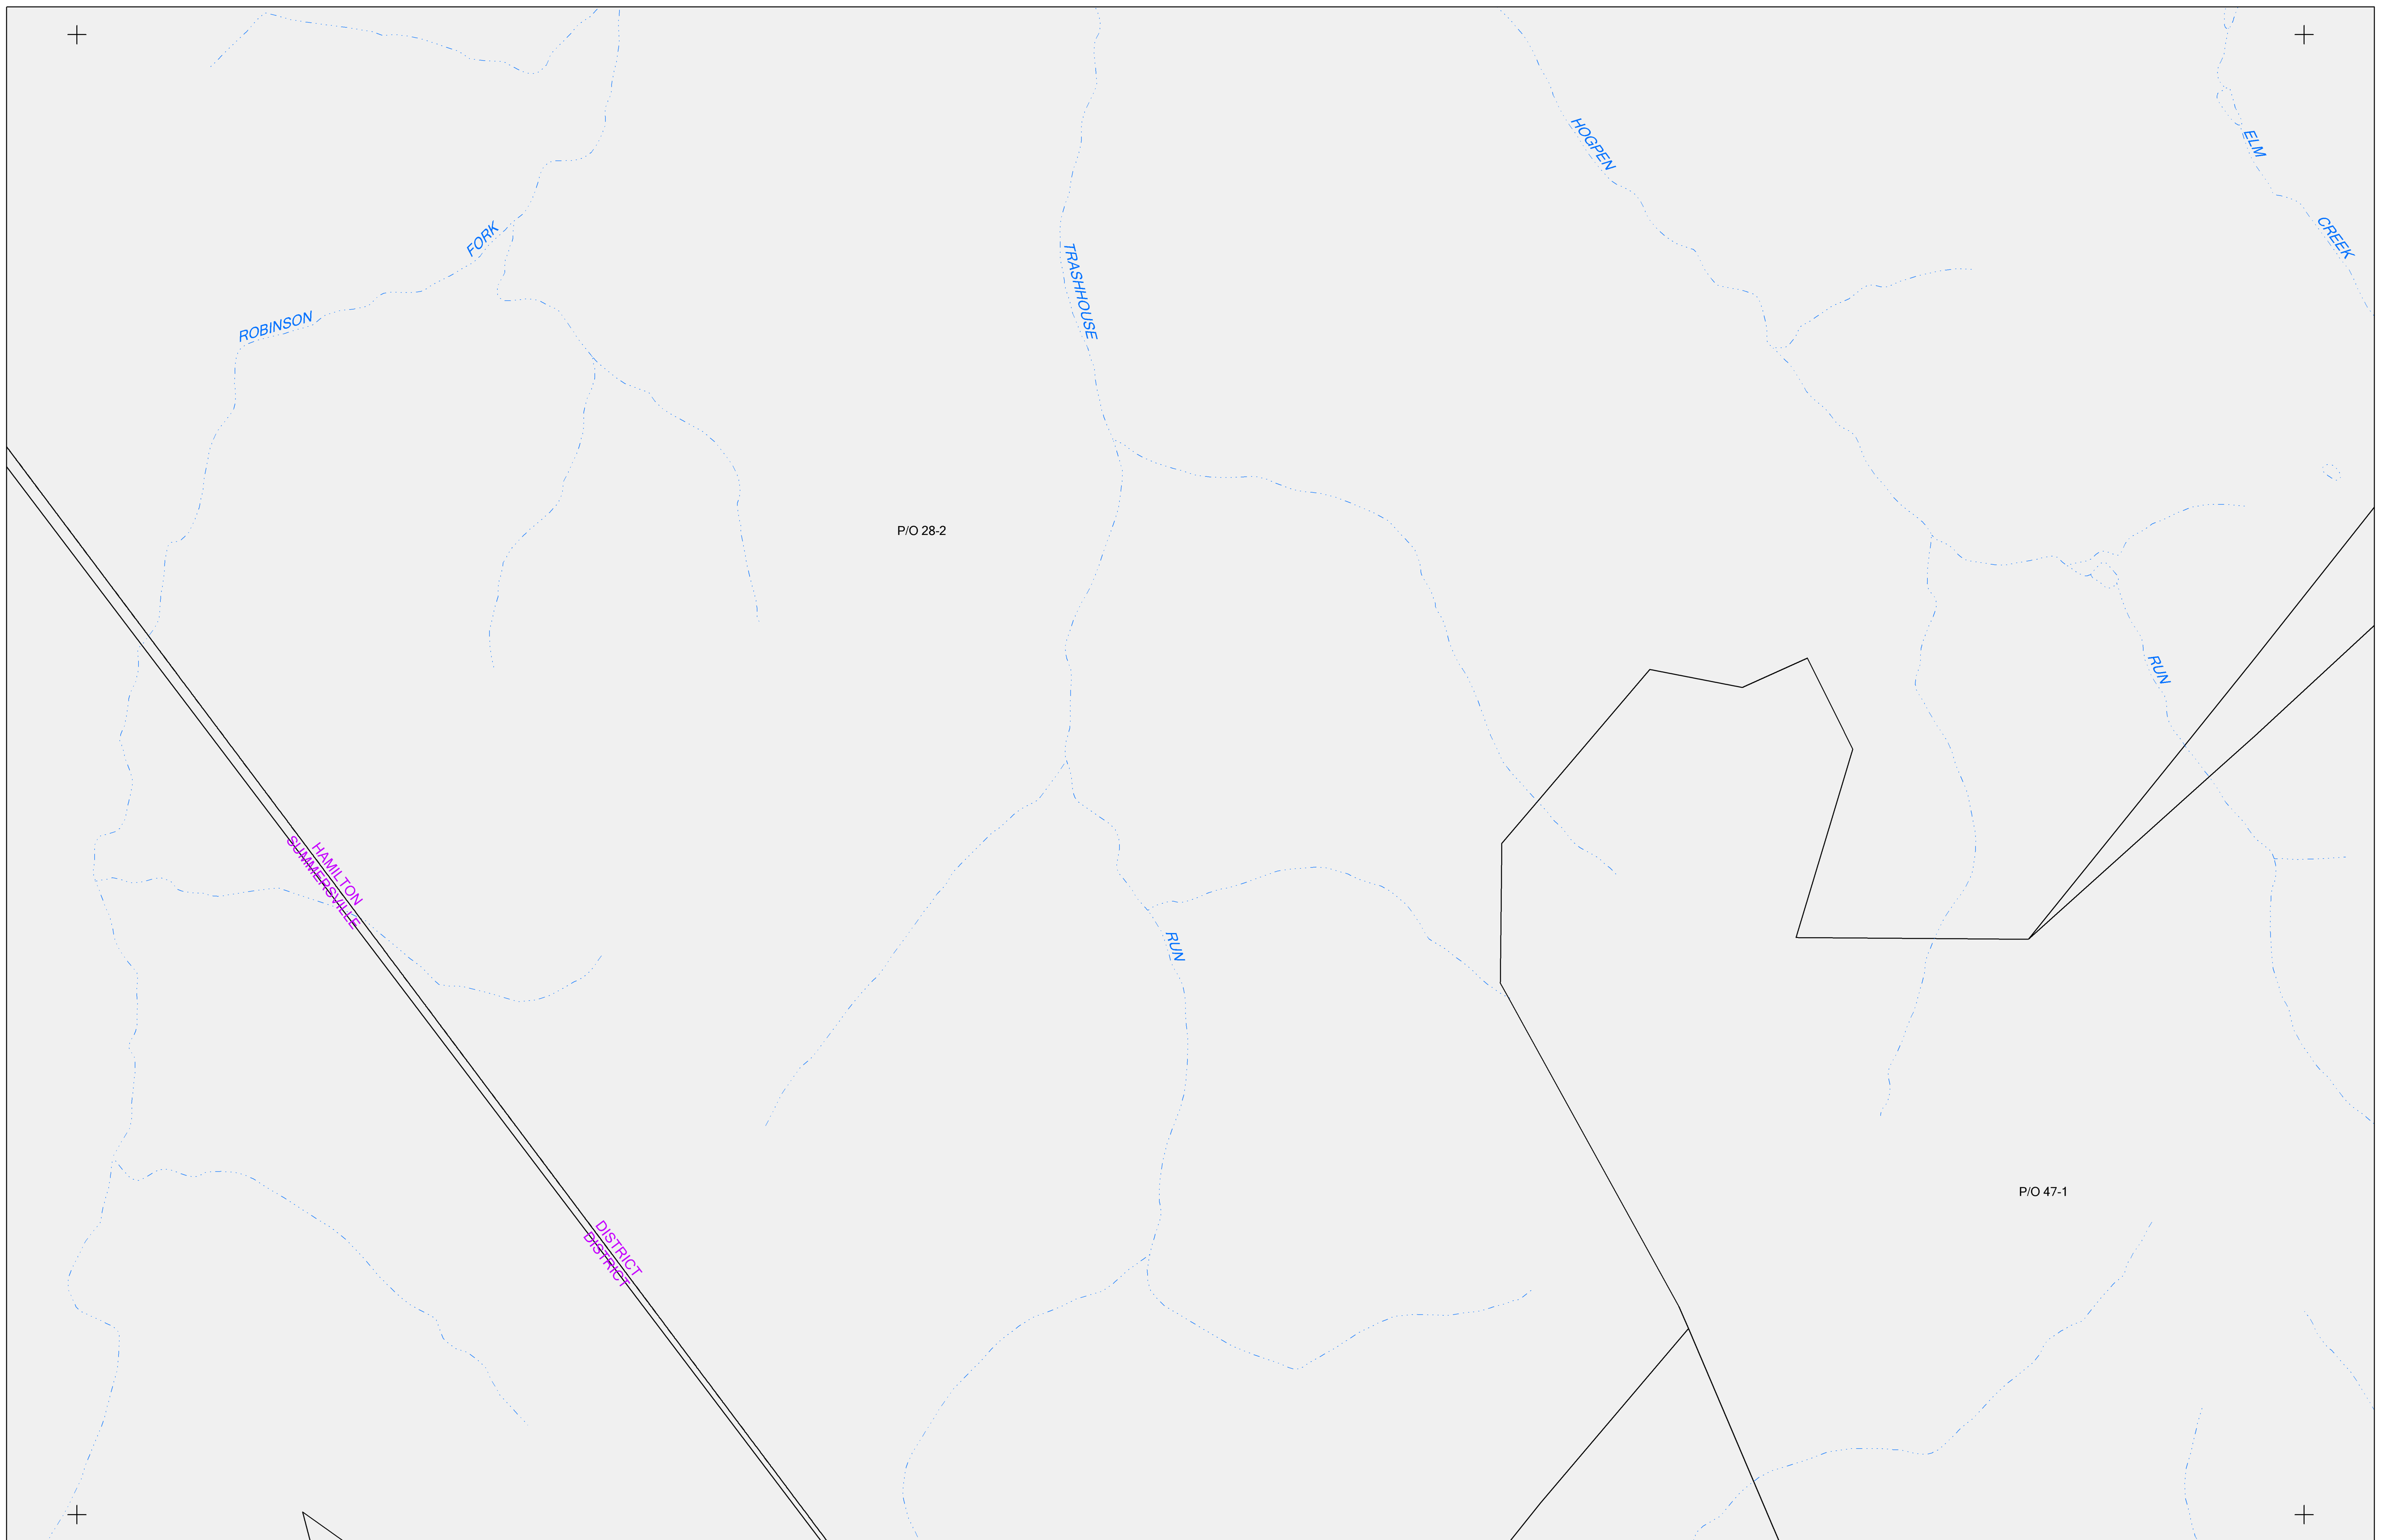 HOGPEN
ELM
CREEK
FORK
ROBINSON
TRASHHOUSE
P/O 28-2
RUN
HAMILTON
SUMMERSVILLE
RUN
P/O 47-1
DISTRICT
DISTRICT